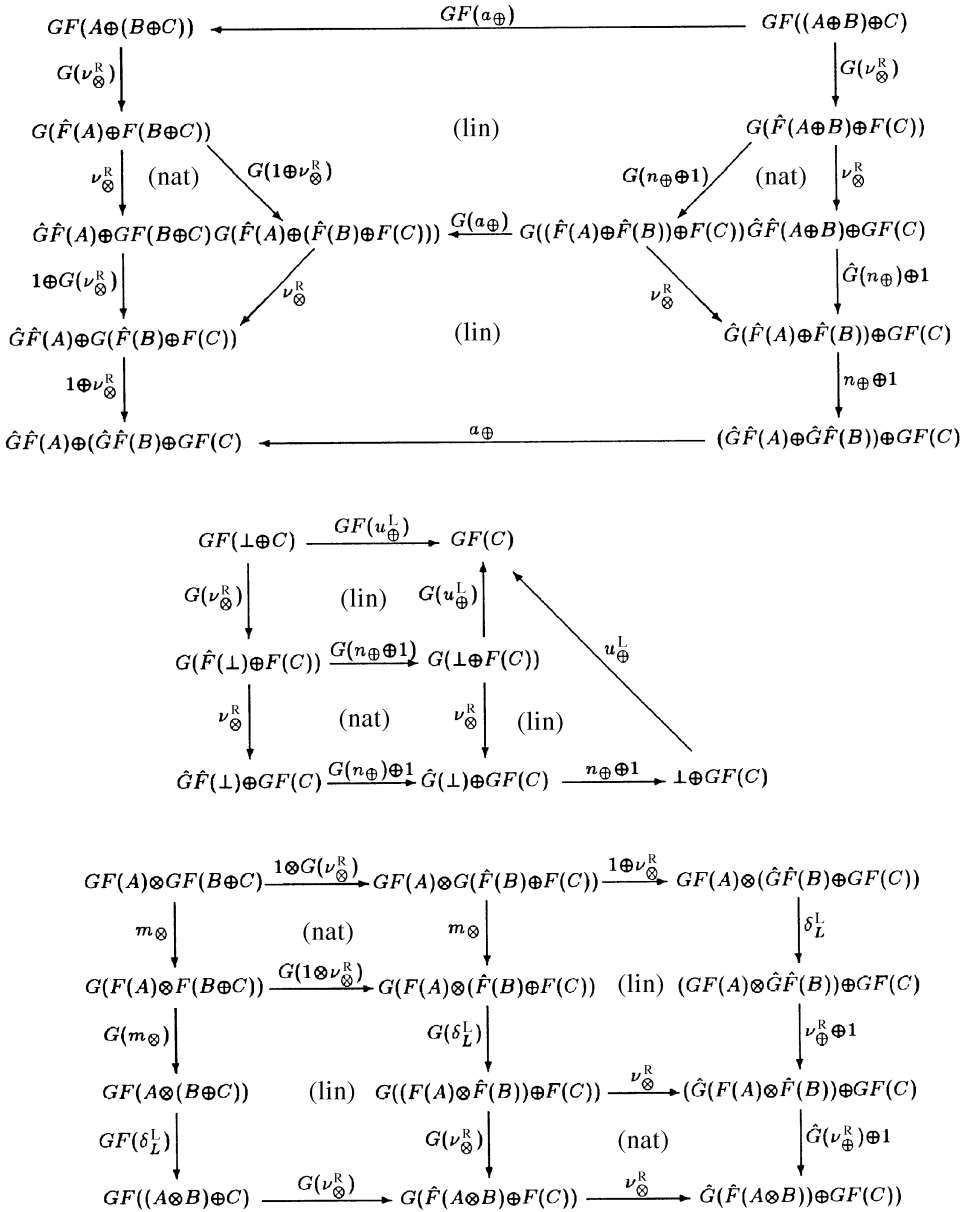 GF(a⊕)
GF(A⊕(B⊕C)) GF((A⊕B)⊕C)
G(ν⊗ᴿ) G(ν⊗ᴿ)
G(F̂(A)⊕F(B⊕C)) (lin) G(F̂(A⊕B)⊕F(C))
ν⊗ᴿ (nat) G(1⊕ν⊗ᴿ) G(n⊕⊕1) (nat) ν⊗ᴿ
G(a⊕)
ĜF̂(A)⊕GF(B⊕C) G(F̂(A)⊕(F̂(B)⊕F(C))) G((F̂(A)⊕F̂(B))⊕F(C)) ĜF̂(A⊕B)⊕GF(C)
1⊕G(ν⊗ᴿ) ν⊗ᴿ ν⊗ᴿ Ĝ(n⊕)⊕1
ĜF̂(A)⊕G(F̂(B)⊕F(C)) (lin) Ĝ(F̂(A)⊕F̂(B))⊕GF(C)
1⊕ν⊗ᴿ n⊕⊕1
a⊕
ĜF̂(A)⊕(ĜF̂(B)⊕GF(C) (ĜF̂(A)⊕ĜF̂(B))⊕GF(C)
GF(u⊕ᴸ)
GF(⊥⊕C) GF(C)
G(ν⊗ᴿ) (lin) G(u⊕ᴸ)
u⊕ᴸ
G(n⊕⊕1)
G(F̂(⊥)⊕F(C)) G(⊥⊕F(C))
ν⊗ᴿ (nat) ν⊗ᴿ (lin)
G(n⊕)⊕1 n⊕⊕1
ĜF̂(⊥)⊕GF(C) Ĝ(⊥)⊕GF(C) ⊥⊕GF(C)
1⊗G(ν⊗ᴿ) 1⊕ν⊗ᴿ
GF(A)⊗GF(B⊕C) GF(A)⊗G(F̂(B)⊕F(C)) GF(A)⊗(ĜF̂(B)⊕GF(C))
m⊗ (nat) m⊗ δ_Lᴸ
G(1⊗ν⊗ᴿ)
G(F(A)⊗F(B⊕C)) G(F(A)⊗(F̂(B)⊕F(C)) (lin) (GF(A)⊗ĜF̂(B))⊕GF(C)
G(m⊗) G(δ_Lᴸ) ν⊕ᴿ⊕1
ν⊗ᴿ
GF(A⊗(B⊕C)) (lin) G((F(A)⊗F̂(B))⊕F(C)) (Ĝ(F(A)⊗F̂(B))⊕GF(C)
GF(δ_Lᴸ) G(ν⊗ᴿ) (nat) Ĝ(ν⊕ᴿ)⊕1
G(ν⊗ᴿ) ν⊗ᴿ
GF((A⊗B)⊕C) G(F̂(A⊗B)⊕F(C)) Ĝ(F̂(A⊗B))⊕GF(C))